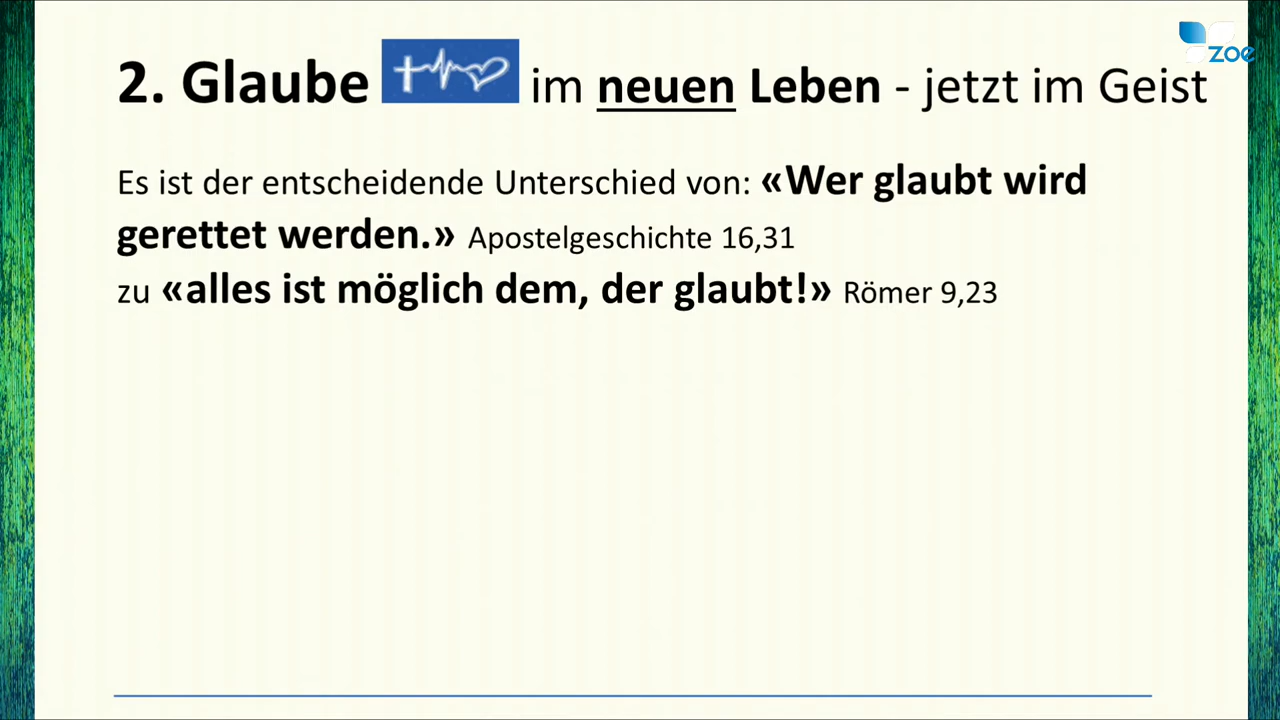 zoe
2. Glaube im neuen Leben - jetzt im Geist
Es ist der entscheidende Unterschied von: «Wer glaubt wird
gerettet werden.» Apostelgeschichte 16,31
zu «alles ist möglich dem, der glaubt!» Römer 9,23